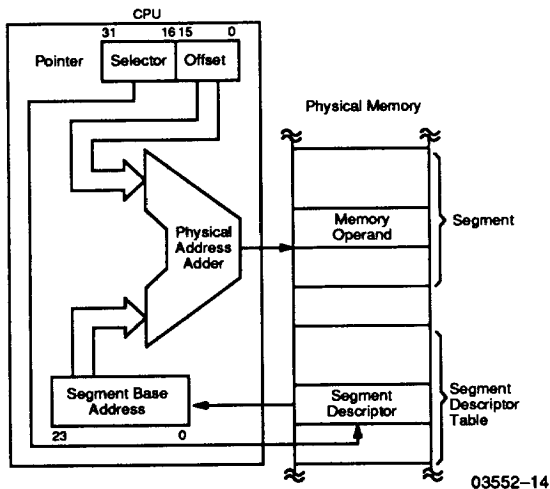 CPU
31 16 15 0
Pointer Selector Offset
Physical Memory
Physical
Address
Adder
Memory
Operand
Segment
Segment Base
Address
23 0
Segment
Descriptor
Segment
Descriptor
Table
03552–14